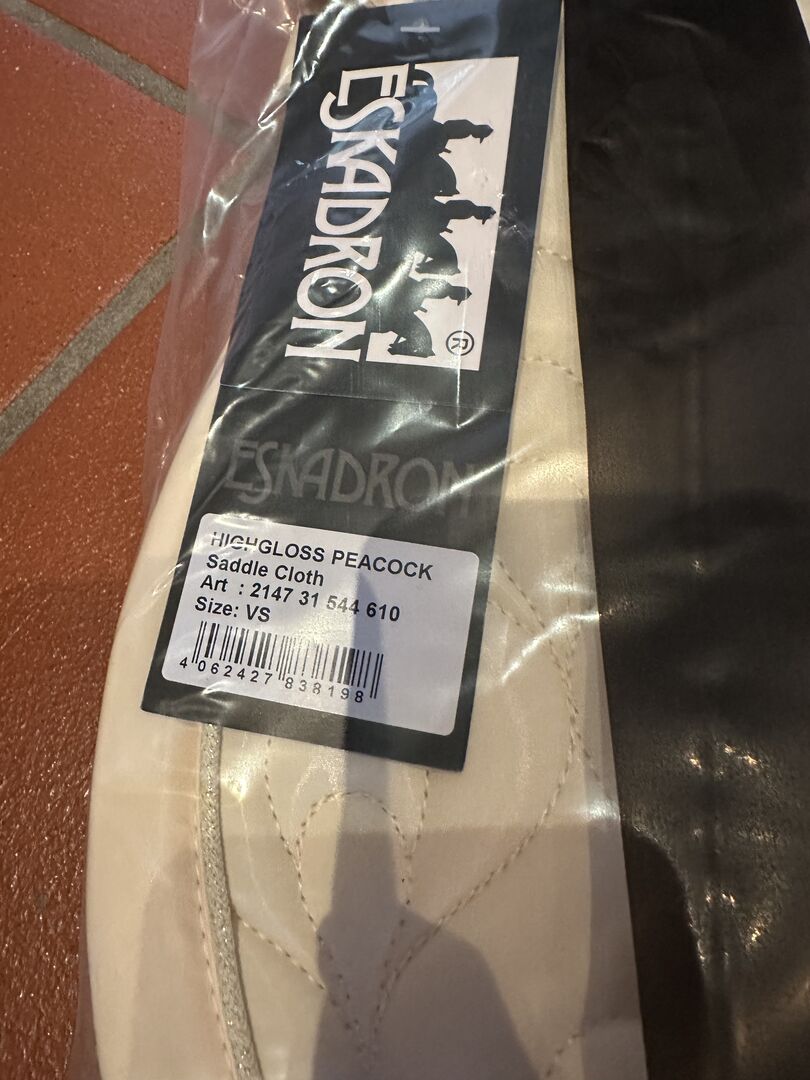 ESKADRON
®
ESKADRON
HIGHGLOSS PEACOCK
Saddle Cloth
Art : 2147 31 544 610
Size: VS
4 062427 838198